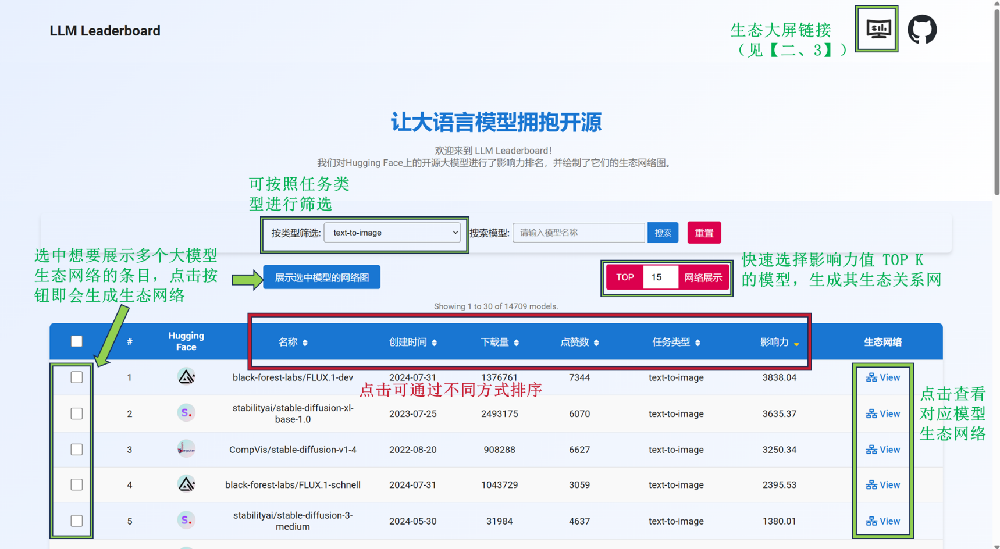 LLM Leaderboard
生态大屏链接
（见【二、3】）
让大语言模型拥抱开源
欢迎来到 LLM Leaderboard！
我们对Hugging Face上的开源大模型进行了影响力排名，并绘制了它们的生态网络图。
可按照任务类
型进行筛选
按类型筛选: text-to-image 搜索模型: 请输入模型名称 搜索 重置
选中想要展示多个大模型
生态网络的条目，点击按
钮即会生成生态网络
展示选中模型的网络图
TOP 15 网络展示
快速选择影响力值 TOP K
的模型，生成其生态关系网
Showing 1 to 30 of 14709 models.
# Hugging Face 名称 创建时间 下载量 点赞数 任务类型 影响力 生态网络
1 black-forest-labs/FLUX.1-dev 2024-07-31 1376761 7344 text-to-image 3838.04 View
点击可通过不同方式排序
2 stabilityai/stable-diffusion-xl-base-1.0 2023-07-25 2493175 6070 text-to-image 3635.37 View
点击查看
对应模型
生态网络
3 CompVis/stable-diffusion-v1-4 2022-08-20 908288 6627 text-to-image 3250.34 View
4 black-forest-labs/FLUX.1-schnell 2024-07-31 1043729 3059 text-to-image 2395.53 View
5 stabilityai/stable-diffusion-3-medium 2024-05-30 31984 4637 text-to-image 1380.01 View